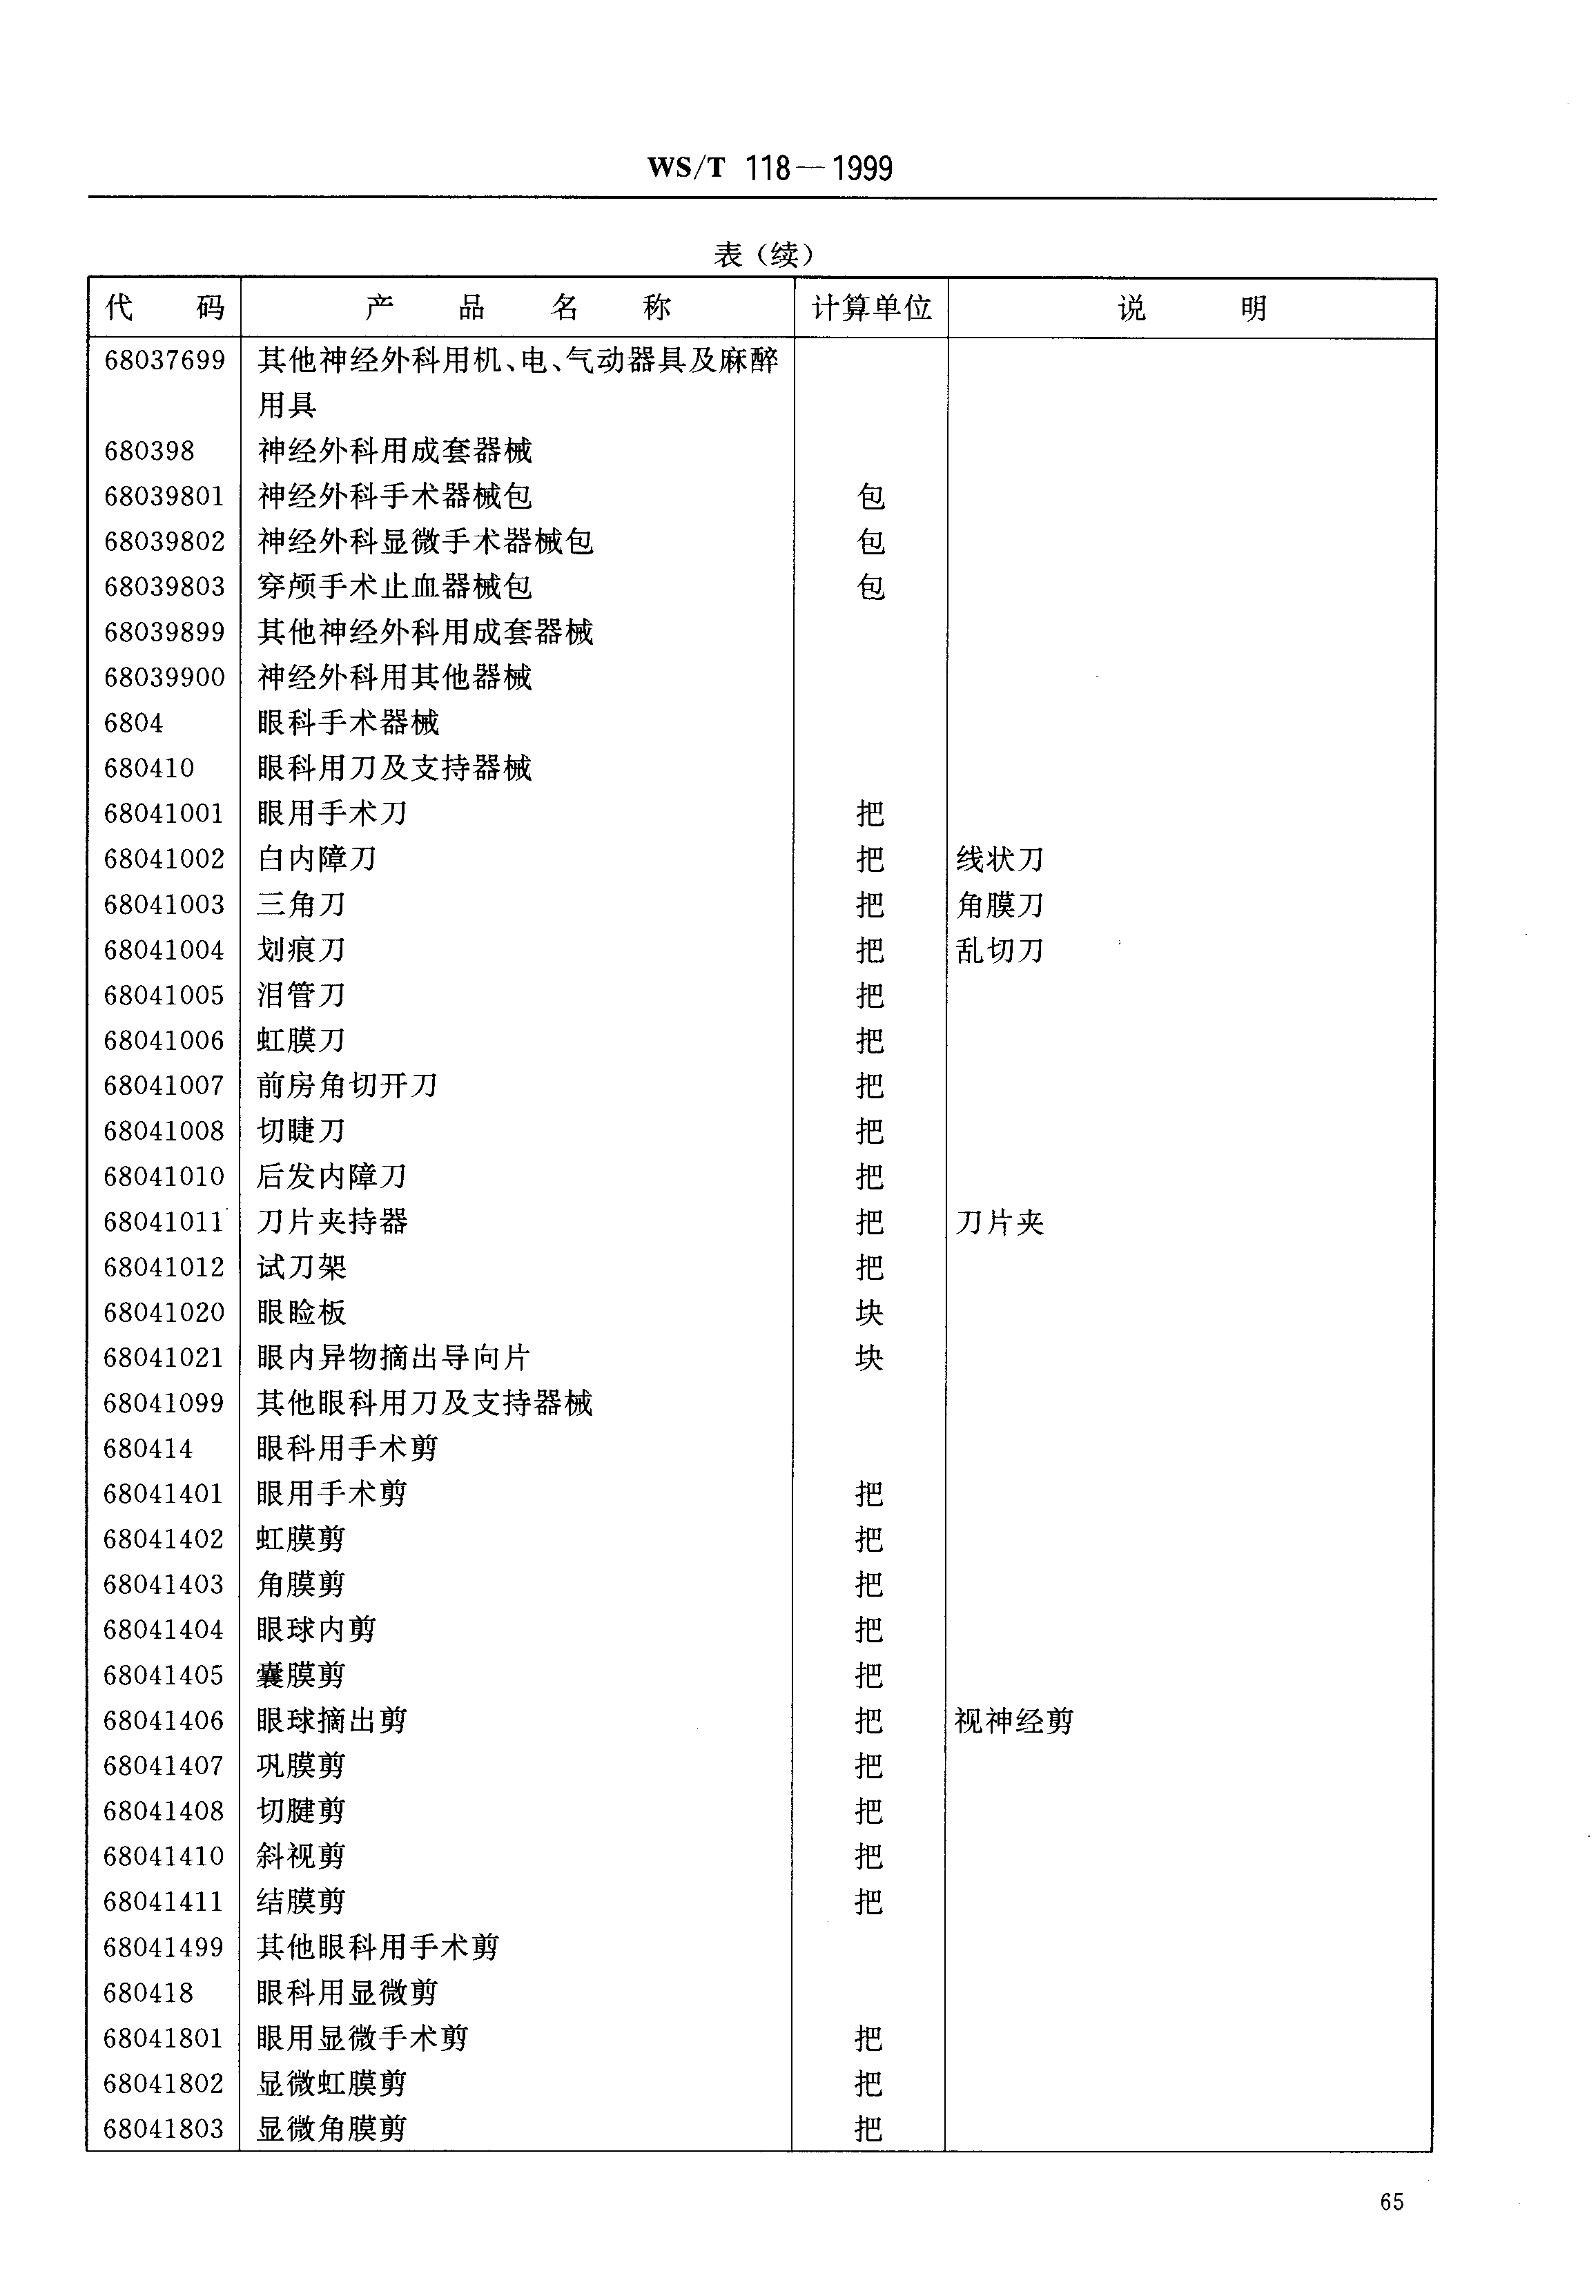 WS/T 118—1999
表（续）
代 码 产 品 名 称 计算单位 说 明
68037699 其他神经外科用机、电、气动器具及麻醉
用具
680398 神经外科用成套器械
68039801 神经外科手术器械包 包
68039802 神经外科显微手术器械包 包
68039803 穿颅手术止血器械包 包
68039899 其他神经外科用成套器械
68039900 神经外科用其他器械
6804 眼科手术器械
680410 眼科用刀及支持器械
68041001 眼用手术刀 把
68041002 白内障刀 把 线状刀
68041003 三角刀 把 角膜刀
68041004 划痕刀 把 乱切刀
68041005 泪管刀 把
68041006 虹膜刀 把
68041007 前房角切开刀 把
68041008 切睫刀 把
68041010 后发内障刀 把
68041011 刀片夹持器 把 刀片夹
68041012 试刀架 把
68041020 眼睑板 块
68041021 眼内异物摘出导向片 块
68041099 其他眼科用刀及支持器械
680414 眼科用手术剪
68041401 眼用手术剪 把
68041402 虹膜剪 把
68041403 角膜剪 把
68041404 眼球内剪 把
68041405 囊膜剪 把
68041406 眼球摘出剪 把 视神经剪
68041407 巩膜剪 把
68041408 切腱剪 把
68041410 斜视剪 把
68041411 结膜剪 把
68041499 其他眼科用手术剪
680418 眼科用显微剪
68041801 眼用显微手术剪 把
68041802 显微虹膜剪 把
68041803 显微角膜剪 把
65